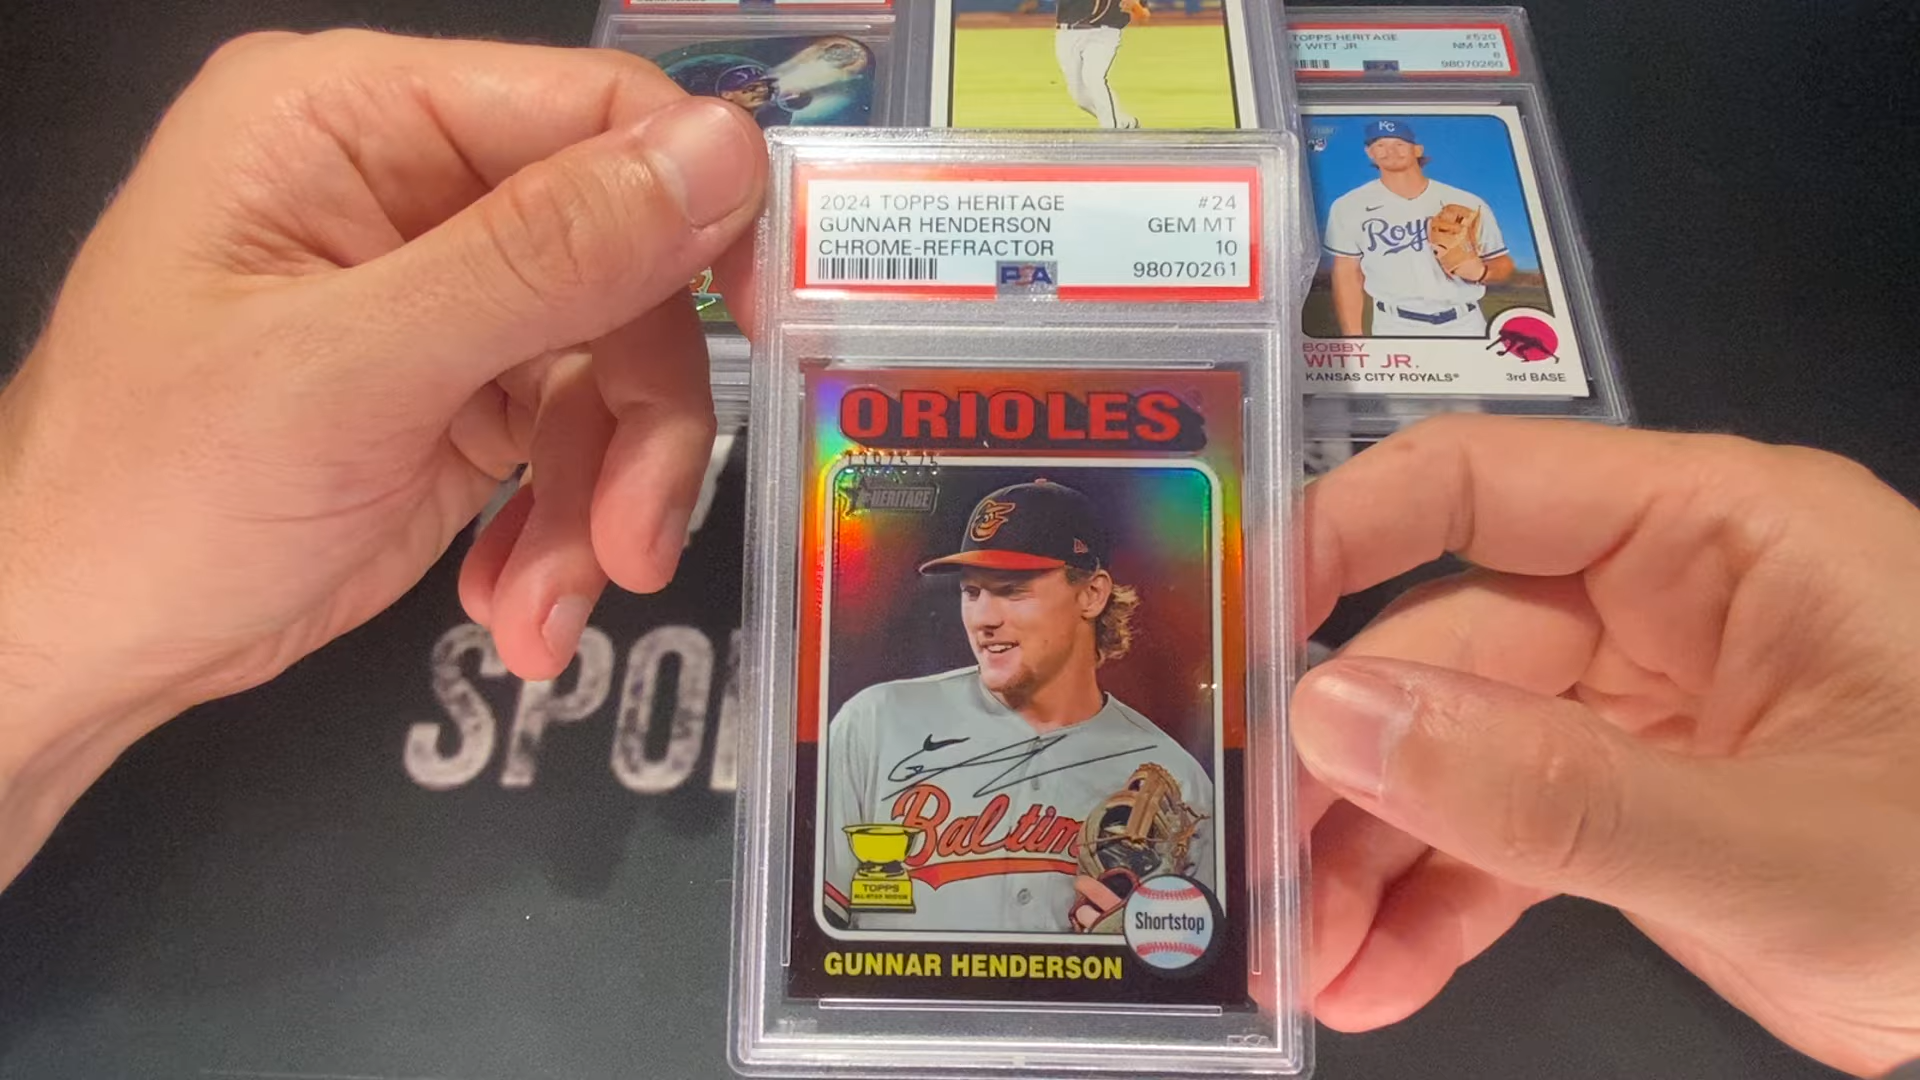 TOPPS HERITAGE #520
WITT JR. NM-MT
8
98070260
2024 TOPPS HERITAGE #24
GUNNAR HENDERSON GEM MT
CHROME-REFRACTOR 10
PSA 98070261
KC
Roy
BOBBY
WITT JR.
KANSAS CITY ROYALS® 3rd BASE
ORIOLES
HERITAGE
SPO
Baltim
TOPPS
Shortstop
GUNNAR HENDERSON